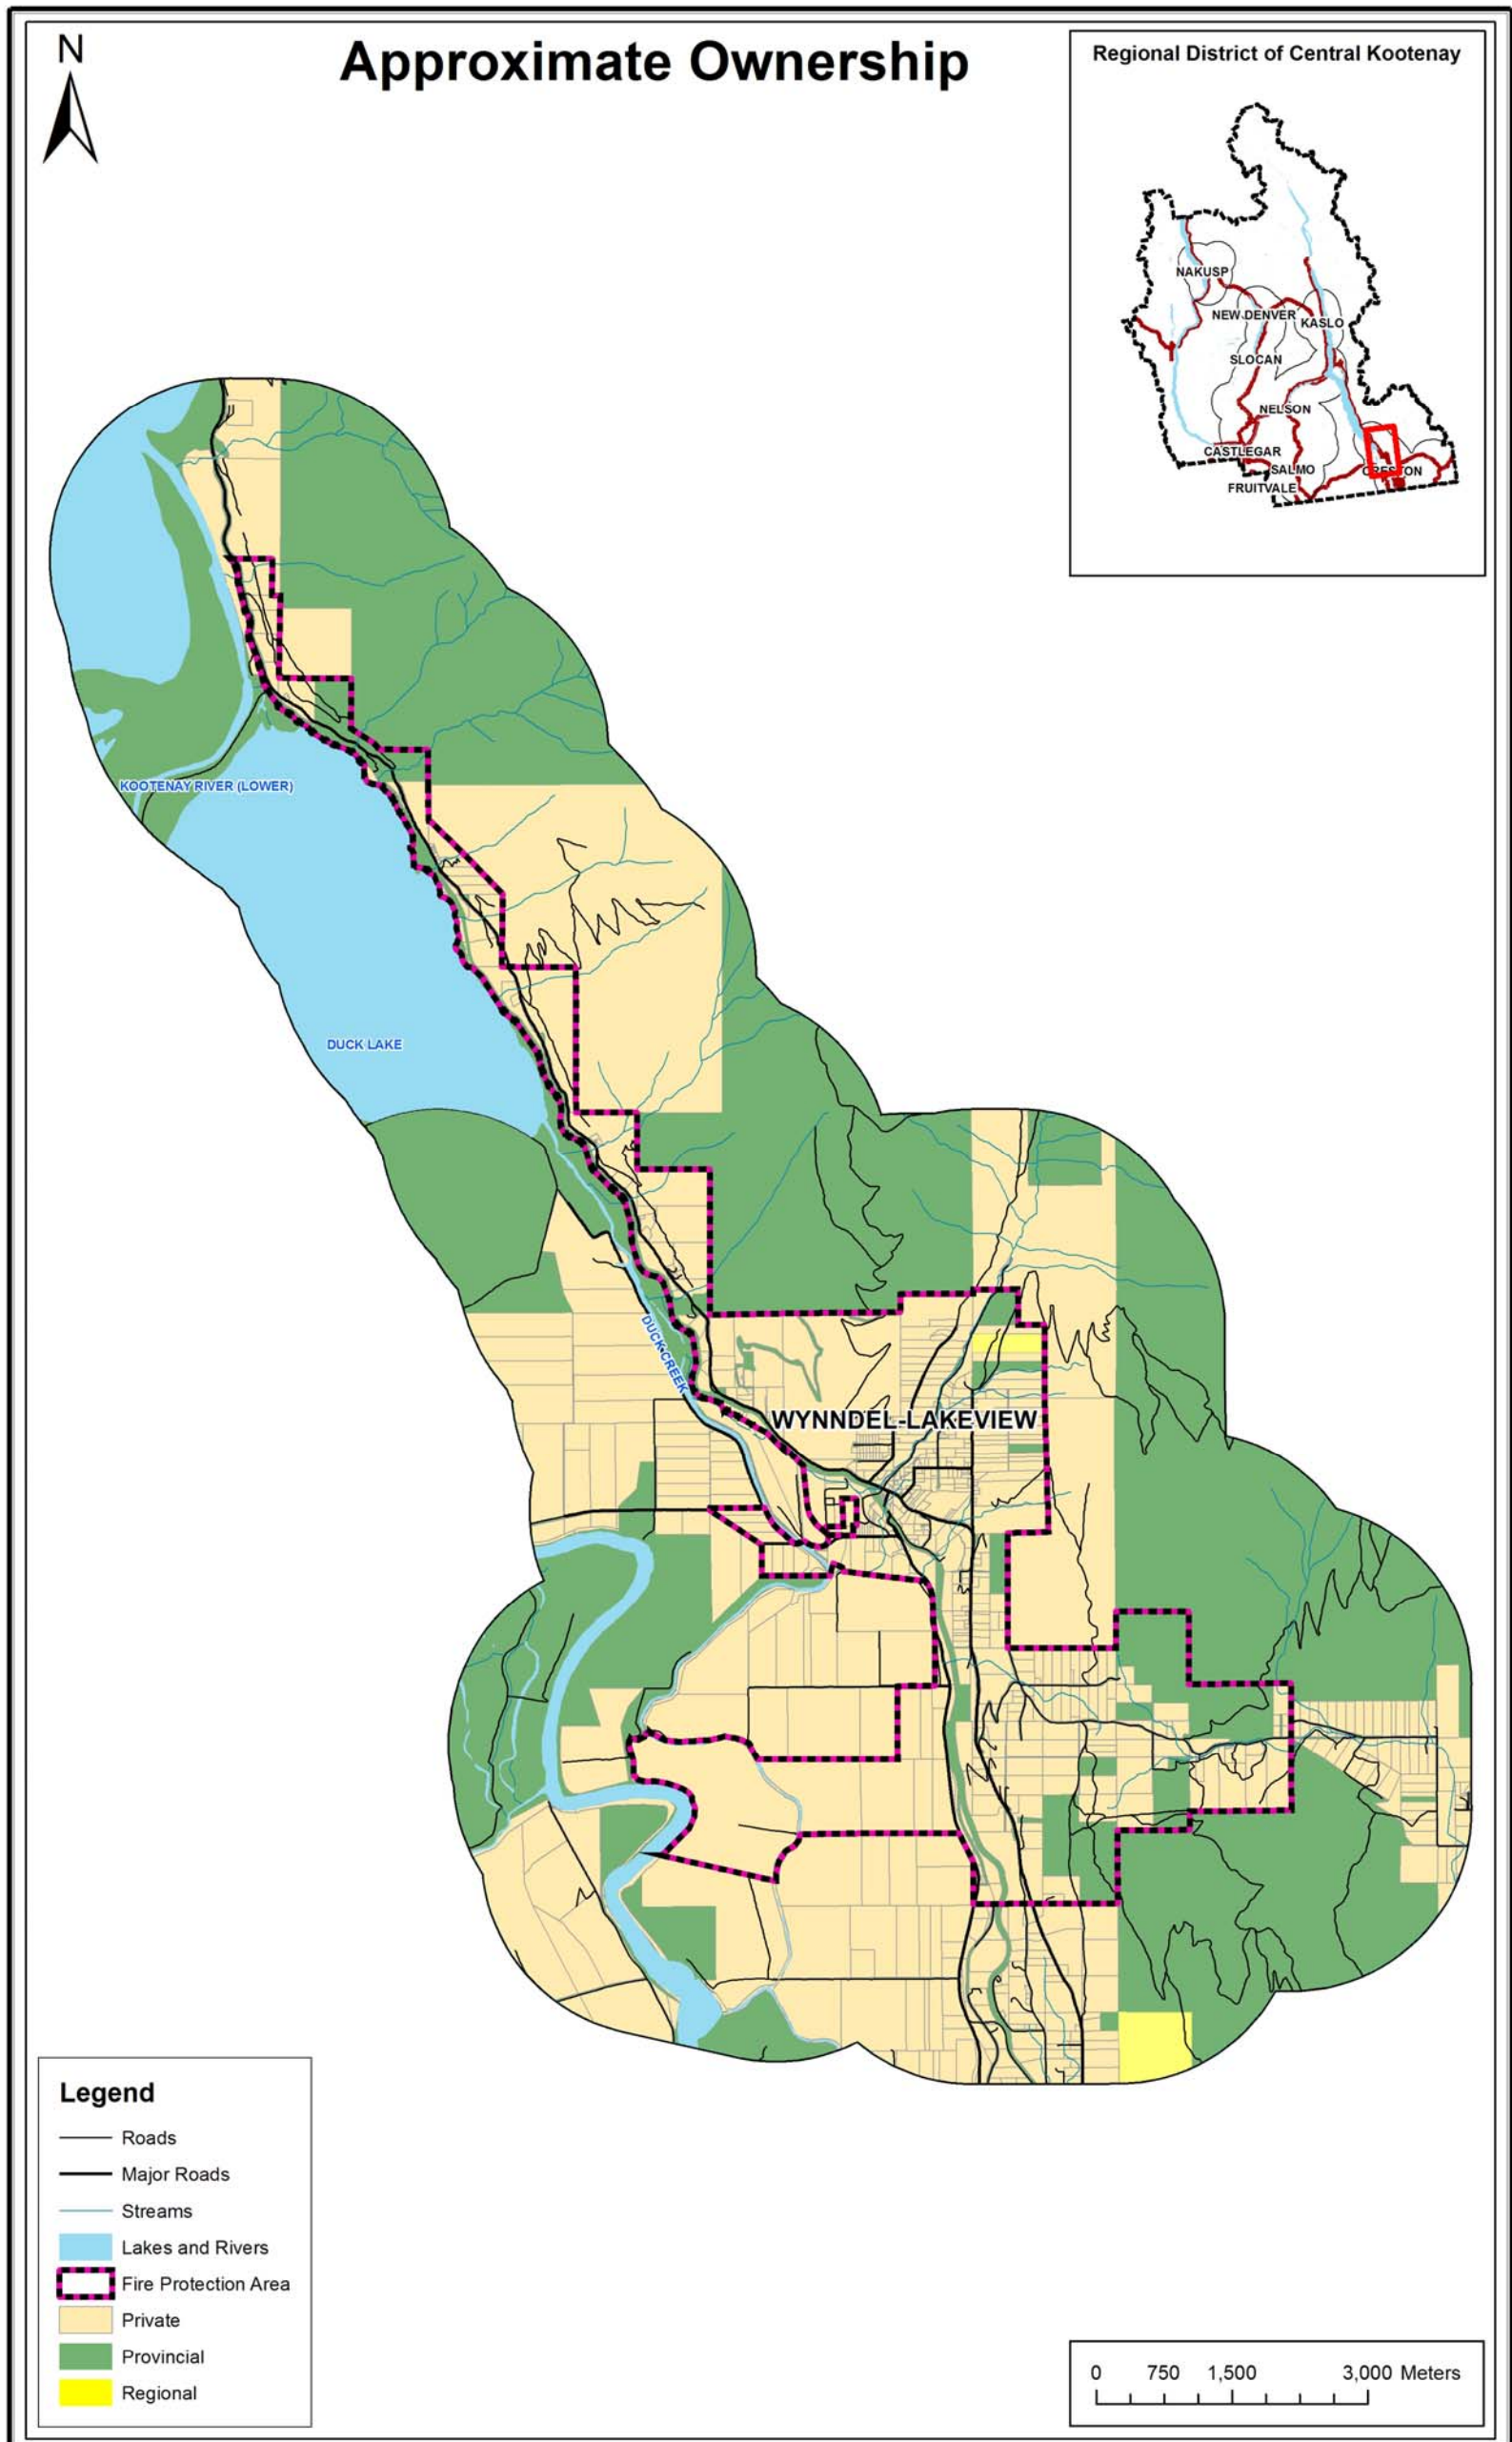 N
Approximate Ownership
Regional District of Central Kootenay
NAKUSP
NEW DENVER
KASLO
SLOCAN
NELSON
CASTLEGAR
SALMO
CRESTON
FRUITVALE
KOOTENAY RIVER (LOWER)
DUCK LAKE
DUCK CREEK
WYNNDEL-LAKEVIEW
Legend
Roads
Major Roads
Streams
Lakes and Rivers
Fire Protection Area
Private
Provincial
Regional
0 750 1,500 3,000 Meters